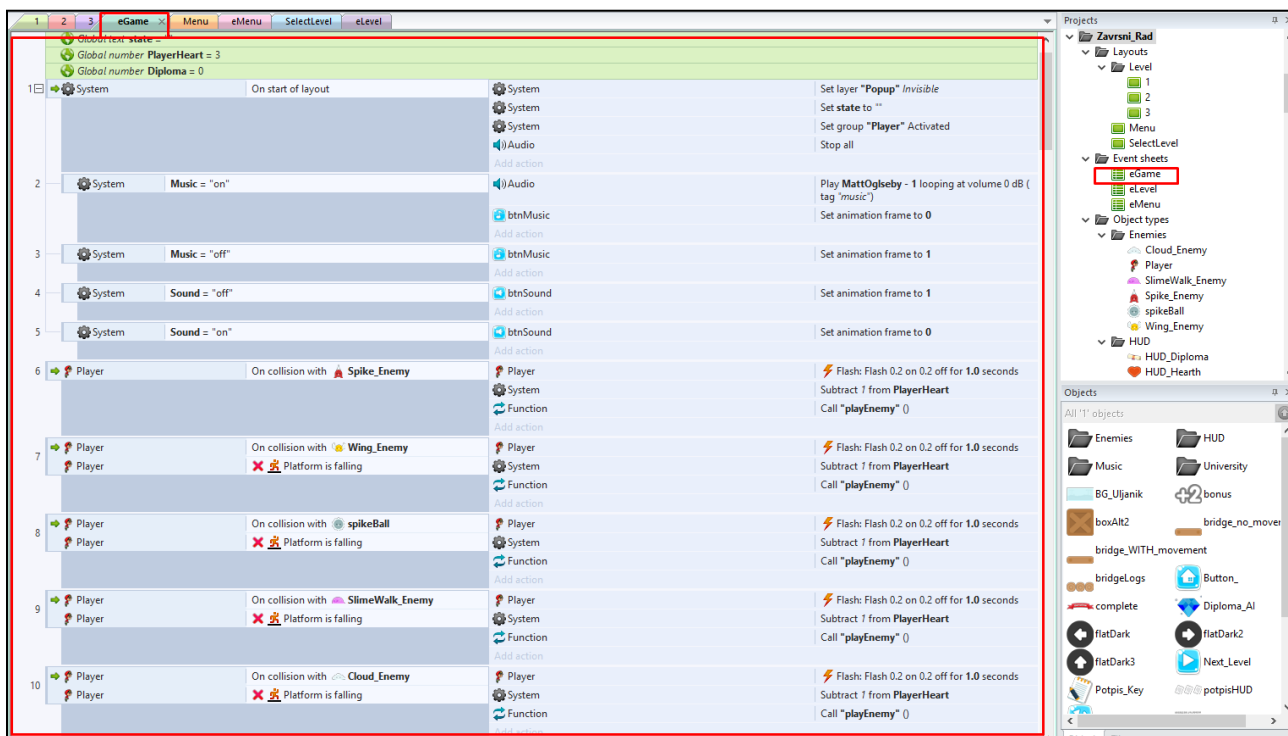 1 2 3 eGame × Menu eMenu SelectLevel eLevel
Global text state =
Global number PlayerHeart = 3
Global number Diploma = 0
1 System On start of layout System Set layer "Popup" Invisible
System Set state to ""
System Set group "Player" Activated
Audio Stop all
Add action
2 System Music = "on" Audio Play MattOglseby - 1 looping at volume 0 dB (
tag "music")
btnMusic Set animation frame to 0
Add action
3 System Music = "off" btnMusic Set animation frame to 1
Add action
4 System Sound = "off" btnSound Set animation frame to 1
Add action
5 System Sound = "on" btnSound Set animation frame to 0
Add action
6 Player On collision with Spike_Enemy Player Flash: Flash 0.2 on 0.2 off for 1.0 seconds
System Subtract 1 from PlayerHeart
Function Call "playEnemy" ()
Add action
7 Player On collision with Wing_Enemy Player Flash: Flash 0.2 on 0.2 off for 1.0 seconds
Player Platform is falling System Subtract 1 from PlayerHeart
Function Call "playEnemy" ()
Add action
8 Player On collision with spikeBall Player Flash: Flash 0.2 on 0.2 off for 1.0 seconds
Player Platform is falling System Subtract 1 from PlayerHeart
Function Call "playEnemy" ()
Add action
9 Player On collision with SlimeWalk_Enemy Player Flash: Flash 0.2 on 0.2 off for 1.0 seconds
Player Platform is falling System Subtract 1 from PlayerHeart
Function Call "playEnemy" ()
Add action
10 Player On collision with Cloud_Enemy Player Flash: Flash 0.2 on 0.2 off for 1.0 seconds
Player Platform is falling System Subtract 1 from PlayerHeart
Function Call "playEnemy" ()
Add action
Projects
Zavrsni_Rad
Layouts
Level
1
2
3
Menu
SelectLevel
Event sheets
eGame
eLevel
eMenu
Object types
Enemies
Cloud_Enemy
Player
SlimeWalk_Enemy
Spike_Enemy
spikeBall
Wing_Enemy
HUD
HUD_Diploma
HUD_Hearth
Objects
All '1' objects
Enemies HUD
Music University
BG_Uljanik bonus
boxAlt2 bridge_no_mover
bridge_WITH_movement
bridgeLogs Button_
complete Diploma_AI
flatDark flatDark2
flatDark3 Next_Level
Potpis_Key potpisHUD